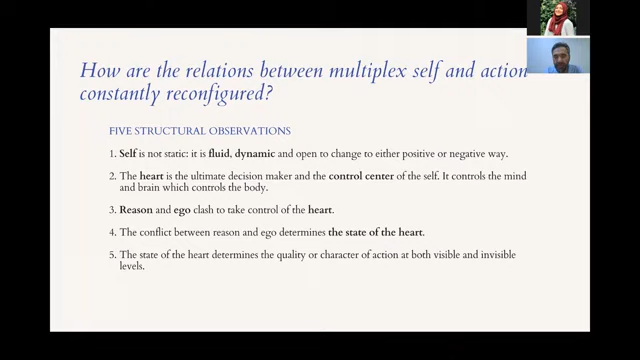 How are the relations between multiplex self and action
constantly reconfigured?
FIVE STRUCTURAL OBSERVATIONS
1. Self is not static: it is fluid, dynamic and open to change to either positive or negative way.
2. The heart is the ultimate decision maker and the control center of the self. It controls the mind
and brain which controls the body.
3. Reason and ego clash to take control of the heart.
4. The conflict between reason and ego determines the state of the heart.
5. The state of the heart determines the quality or character of action at both visible and invisible
levels.